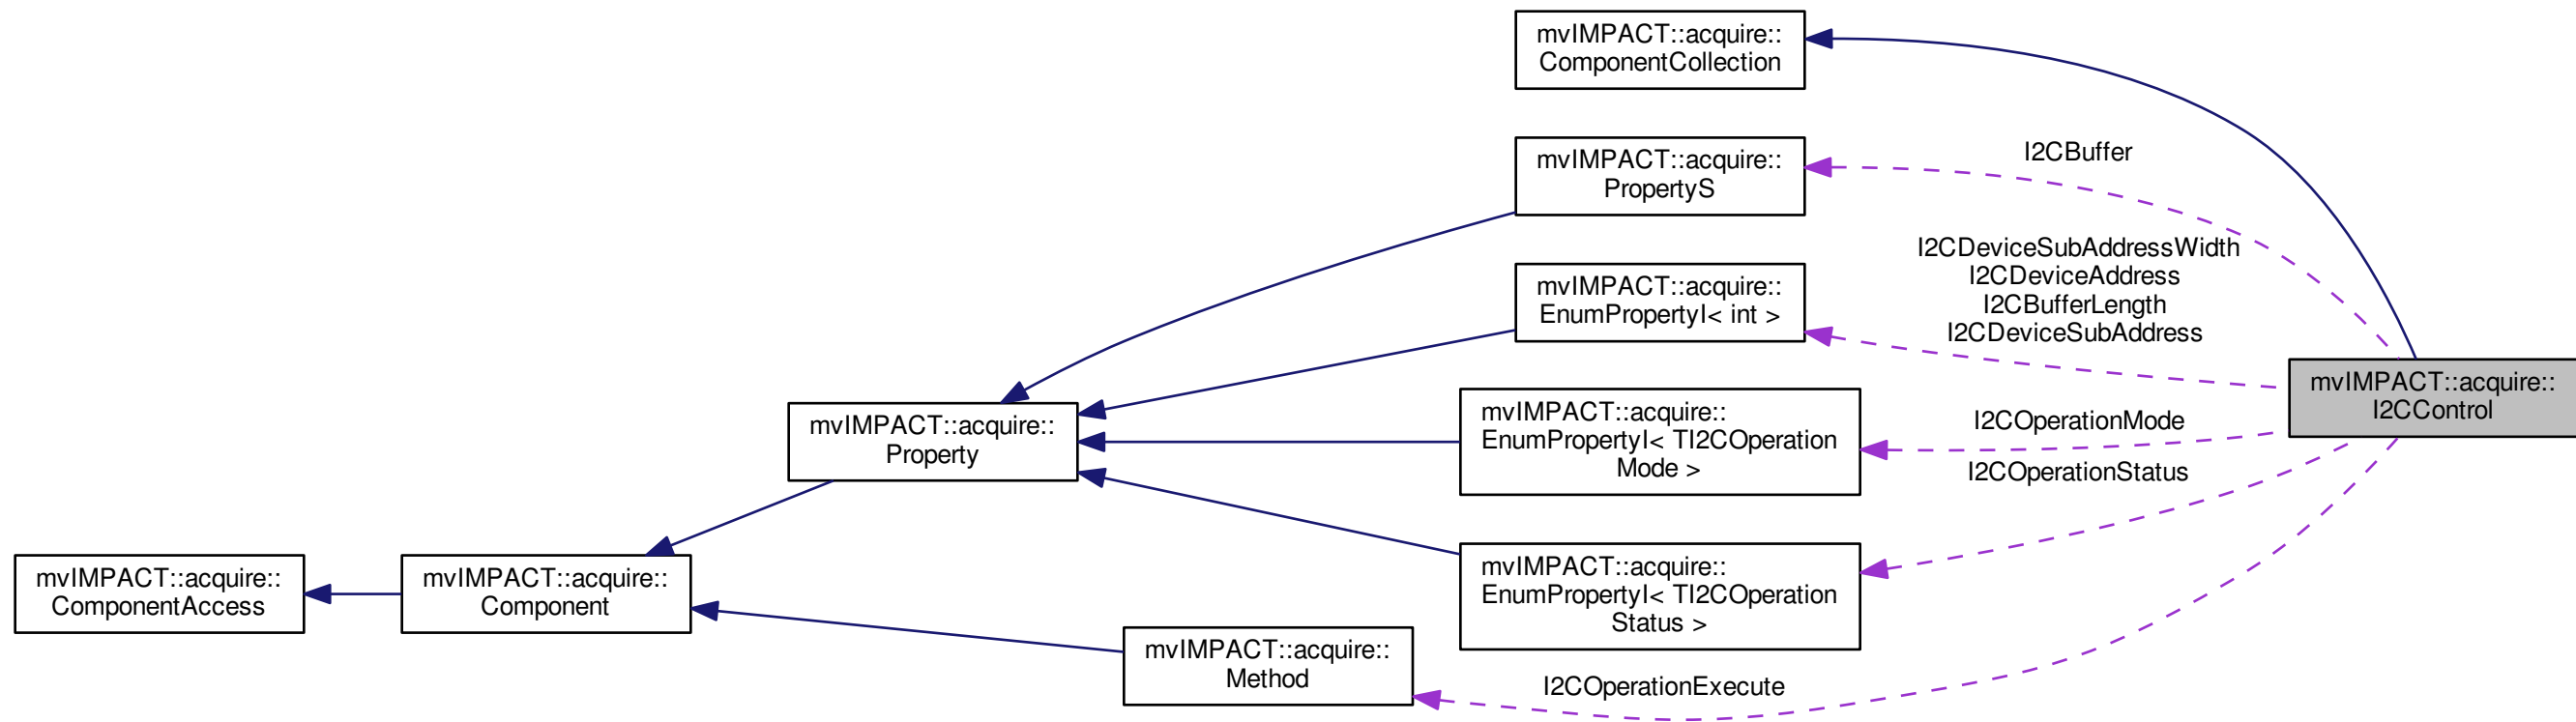 mvIMPACT::acquire::
ComponentCollection
mvIMPACT::acquire::
PropertyS
I2CBuffer
I2CDeviceSubAddressWidth
I2CDeviceAddress
I2CBufferLength
I2CDeviceSubAddress
mvIMPACT::acquire::
EnumPropertyI< int >
mvIMPACT::acquire::
I2CControl
mvIMPACT::acquire::
EnumPropertyI< TI2COperation
Mode >
I2COperationMode
I2COperationStatus
mvIMPACT::acquire::
Property
mvIMPACT::acquire::
EnumPropertyI< TI2COperation
Status >
mvIMPACT::acquire::
ComponentAccess
mvIMPACT::acquire::
Component
mvIMPACT::acquire::
Method
I2COperationExecute